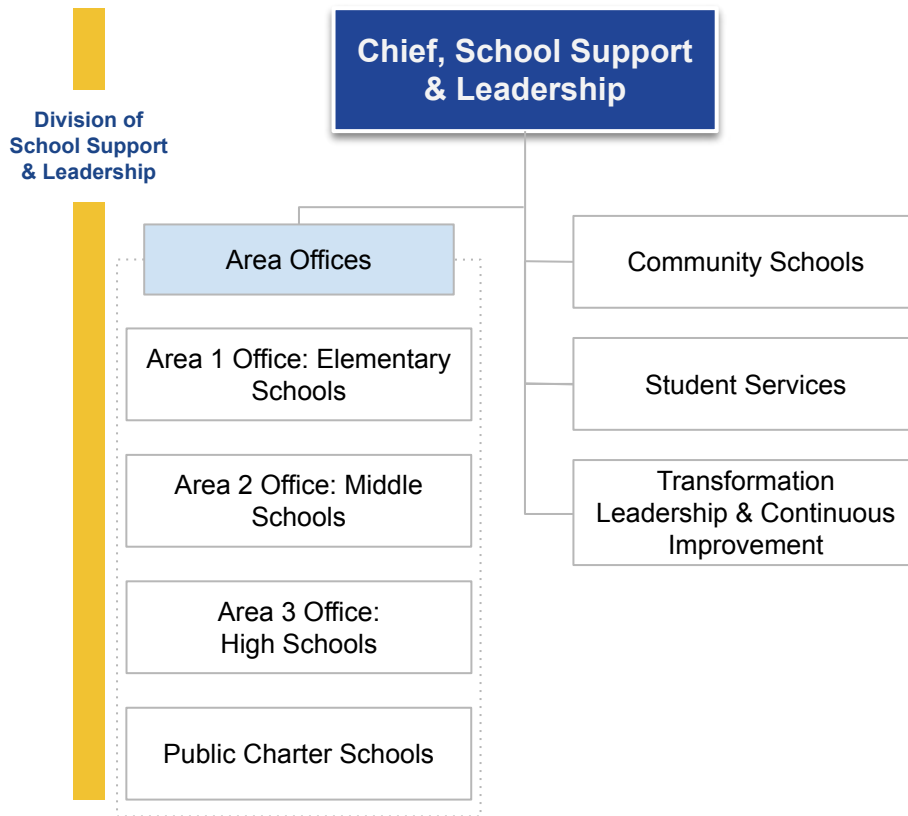 Chief, School Support
& Leadership
Division of
School Support
& Leadership
Area Offices
Area 1 Office: Elementary
Schools
Area 2 Office: Middle
Schools
Area 3 Office:
High Schools
Public Charter Schools
Community Schools
Student Services
Transformation
Leadership & Continuous
Improvement